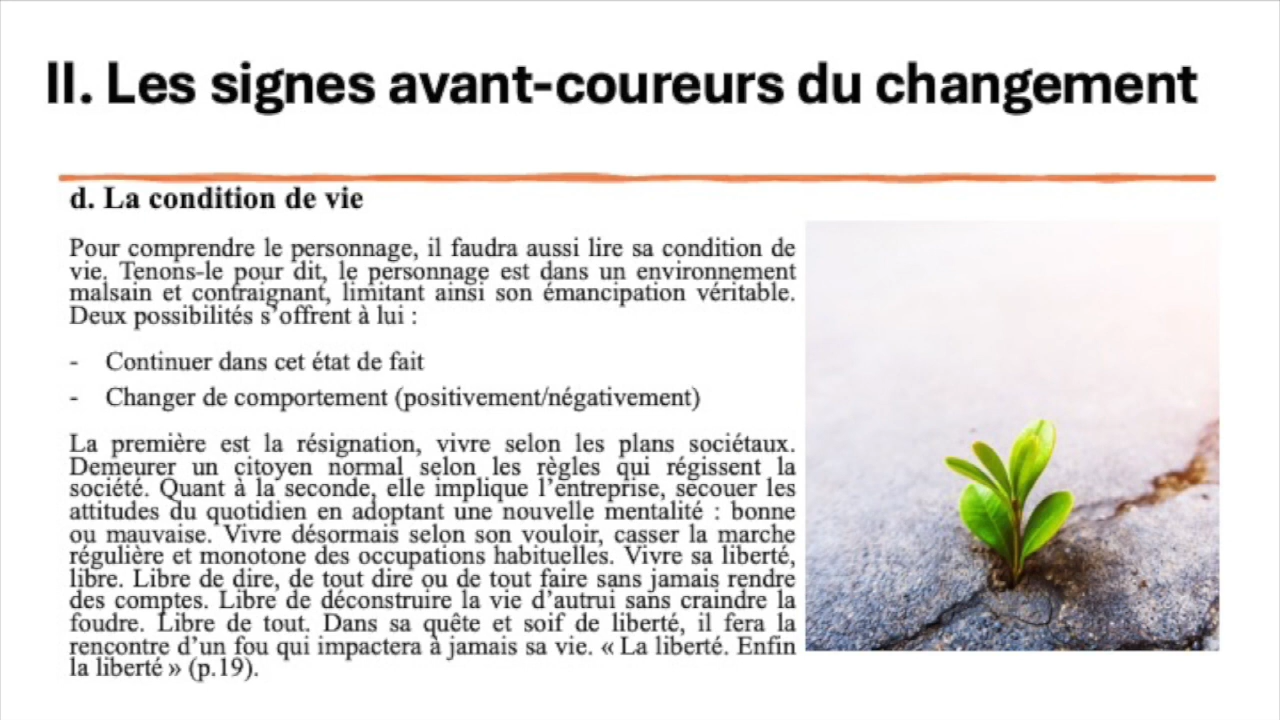 II. Les signes avant-coureurs du changement
d. La condition de vie
Pour comprendre le personnage, il faudra aussi lire sa condition de
vie. Tenons-le pour dit, le personnage est dans un environnement
malsain et contraignant, limitant ainsi son émancipation véritable.
Deux possibilités s’offrent à lui :
- Continuer dans cet état de fait
- Changer de comportement (positivement/négativement)
La première est la résignation, vivre selon les plans sociétaux.
Demeurer un citoyen normal selon les règles qui régissent la
société. Quant à la seconde, elle implique l’entreprise, secouer les
attitudes du quotidien en adoptant une nouvelle mentalité : bonne
ou mauvaise. Vivre désormais selon son vouloir, casser la marche
régulière et monotone des occupations habituelles. Vivre sa liberté,
libre. Libre de dire, de tout dire ou de tout faire sans jamais rendre
des comptes. Libre de déconstruire la vie d’autrui sans craindre la
foudre. Libre de tout. Dans sa quête et soif de liberté, il fera la
rencontre d’un fou qui impactera à jamais sa vie. « La liberté. Enfin
la liberté » (p.19).